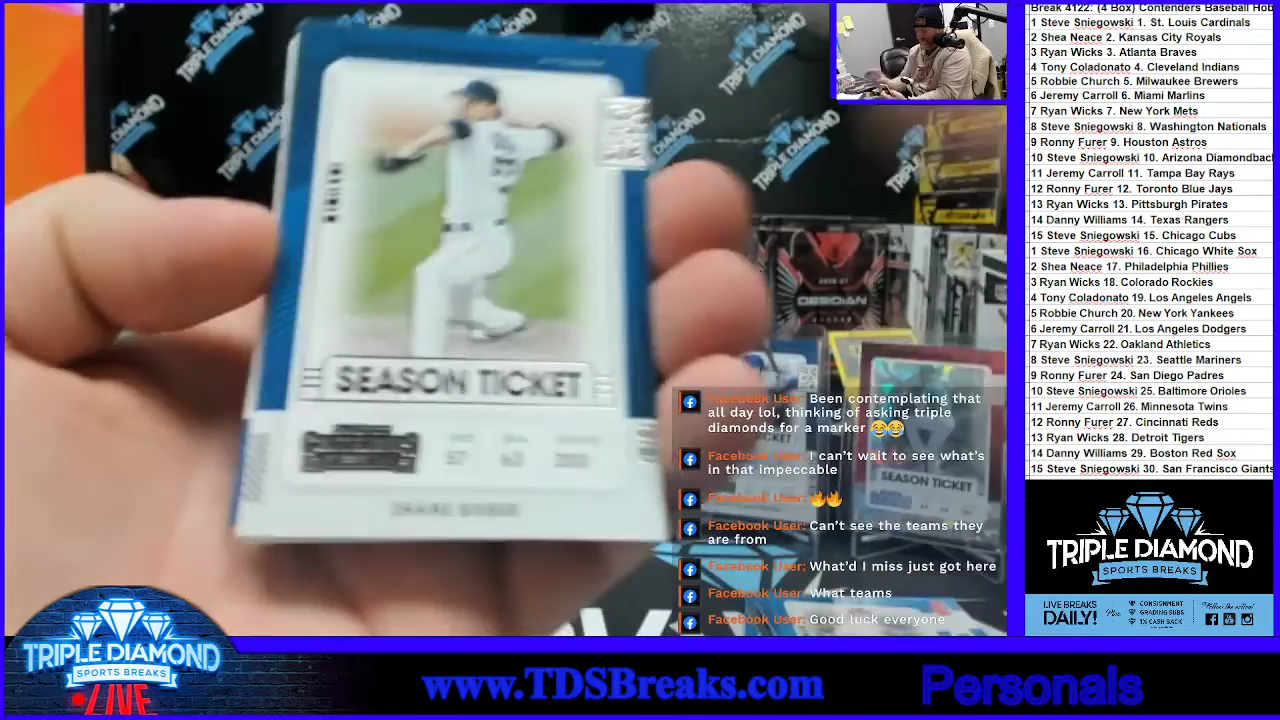 SEASON TICKET
SHANE BIEBER
57 63 200
OBSIDIAN
SEASON TICKET
TRIPLE DIAMOND
SPORTS BREAKS
LIVE
Facebook User: Been contemplating that
all day lol, thinking of asking triple
diamonds for a marker 😂😂
Facebook User: I can’t wait to see what’s
in that impeccable
Facebook User: 🔥🔥
Facebook User: Can’t see the teams they
are from
Facebook User: What’d I miss just got here
Facebook User: What teams
Facebook User: Good luck everyone
www.TDSBreaks.com
Personals
Break 4122: (4 Box) Contenders Baseball Hob
1 Steve Sniegowski 1. St. Louis Cardinals
2 Shea Neace 2. Kansas City Royals
3 Ryan Wicks 3. Atlanta Braves
4 Tony Coladonato 4. Cleveland Indians
5 Robbie Church 5. Milwaukee Brewers
6 Jeremy Carroll 6. Miami Marlins
7 Ryan Wicks 7. New York Mets
8 Steve Sniegowski 8. Washington Nationals
9 Ronny Furer 9. Houston Astros
10 Steve Sniegowski 10. Arizona Diamondbac
11 Jeremy Carroll 11. Tampa Bay Rays
12 Ronny Furer 12. Toronto Blue Jays
13 Ryan Wicks 13. Pittsburgh Pirates
14 Danny Williams 14. Texas Rangers
15 Steve Sniegowski 15. Chicago Cubs
1 Steve Sniegowski 16. Chicago White Sox
2 Shea Neace 17. Philadelphia Phillies
3 Ryan Wicks 18. Colorado Rockies
4 Tony Coladonato 19. Los Angeles Angels
5 Robbie Church 20. New York Yankees
6 Jeremy Carroll 21. Los Angeles Dodgers
7 Ryan Wicks 22. Oakland Athletics
8 Steve Sniegowski 23. Seattle Mariners
9 Ronny Furer 24. San Diego Padres
10 Steve Sniegowski 25. Baltimore Orioles
11 Jeremy Carroll 26. Minnesota Twins
12 Ronny Furer 27. Cincinnati Reds
13 Ryan Wicks 28. Detroit Tigers
14 Danny Williams 29. Boston Red Sox
15 Steve Sniegowski 30. San Francisco Giants
TRIPLE DIAMOND
SPORTS BREAKS
LIVE BREAKS
DAILY!
Plus
CONSIGNMENT
GRADING SUBS
1% CASH BACK
Follow the action!